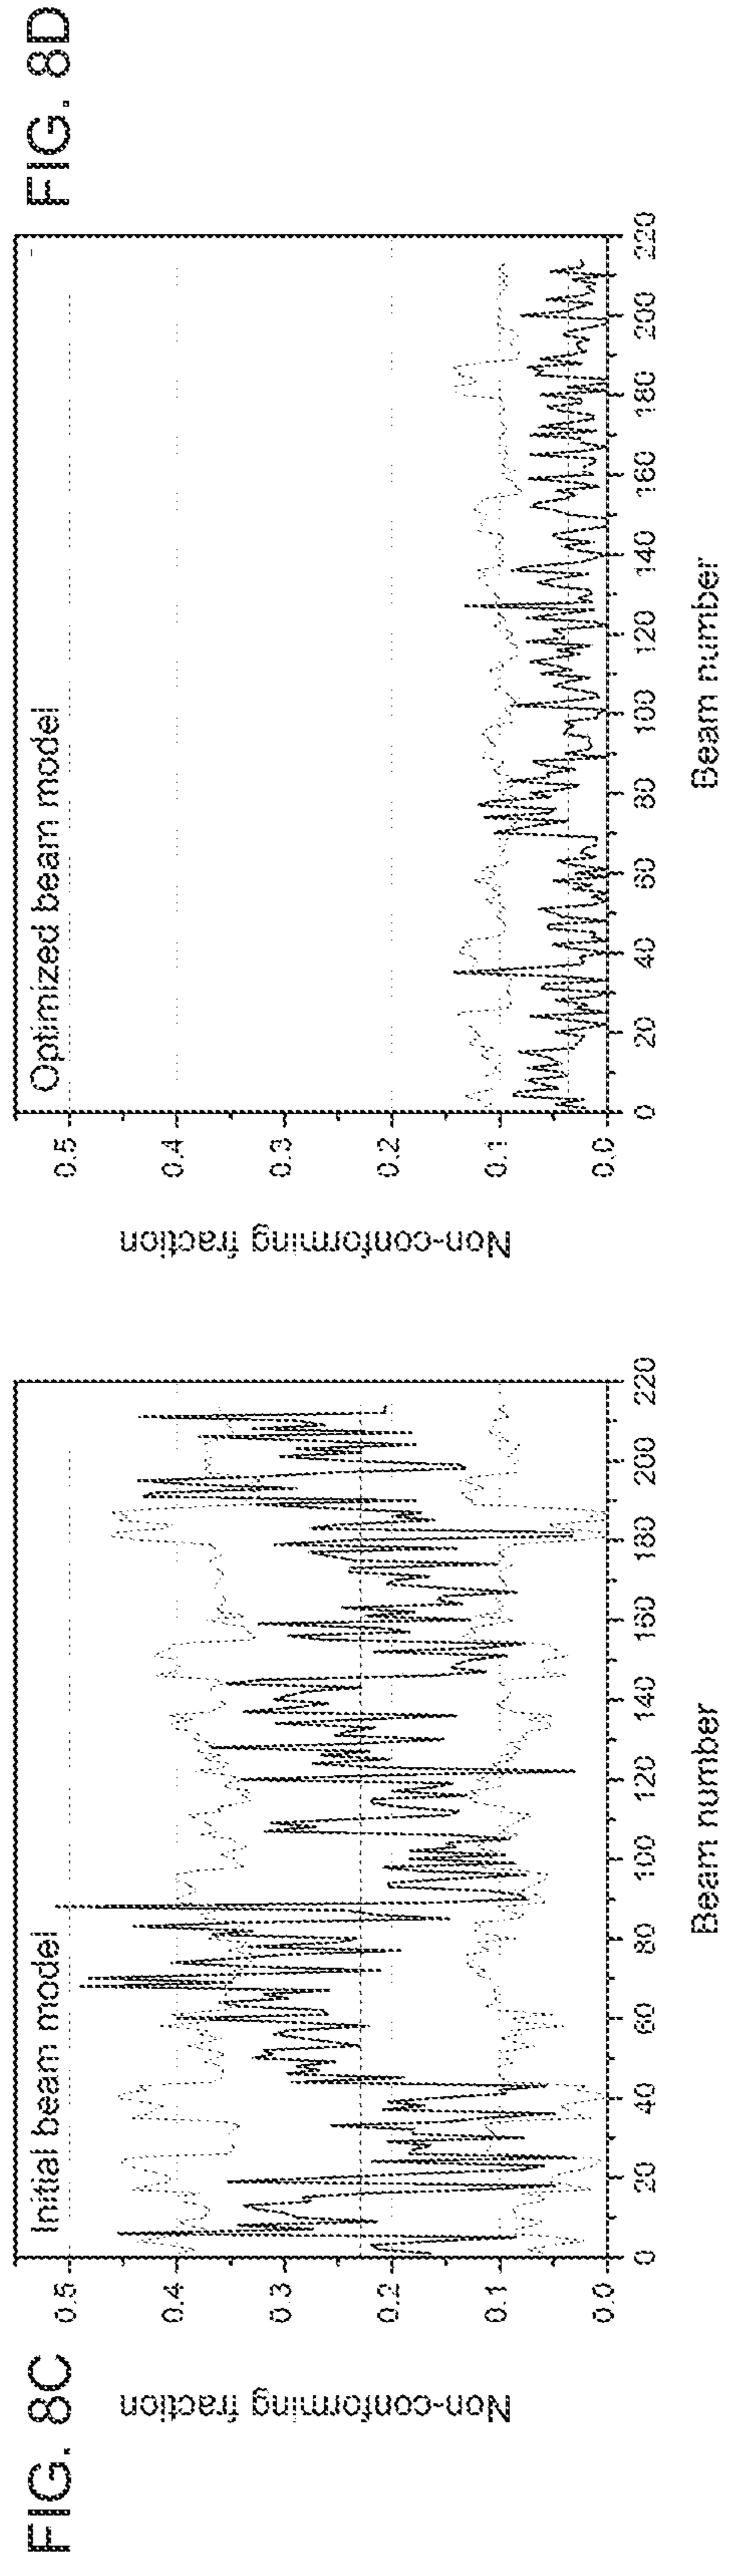 FIG. 8C
Initial beam model
Non-conforming fraction
0.5
0.4
0.3
0.2
0.1
0.0
0 20 40 60 80 100 120 140 160 180 200 220
Beam number
FIG. 8D
Optimized beam model
Non-conforming fraction
0.5
0.4
0.3
0.2
0.1
0.0
0 20 40 60 80 100 120 140 160 180 200 220
Beam number